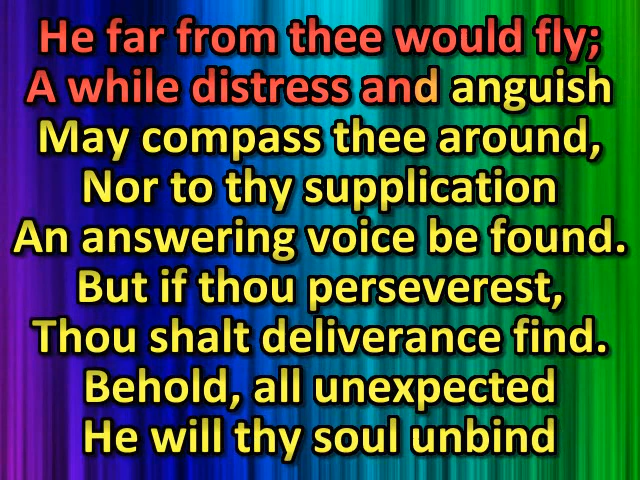 He far from thee would fly;
A while distress and anguish
May compass thee around,
Nor to thy supplication
An answering voice be found.
But if thou perseverest,
Thou shalt deliverance find.
Behold, all unexpected
He will thy soul unbind